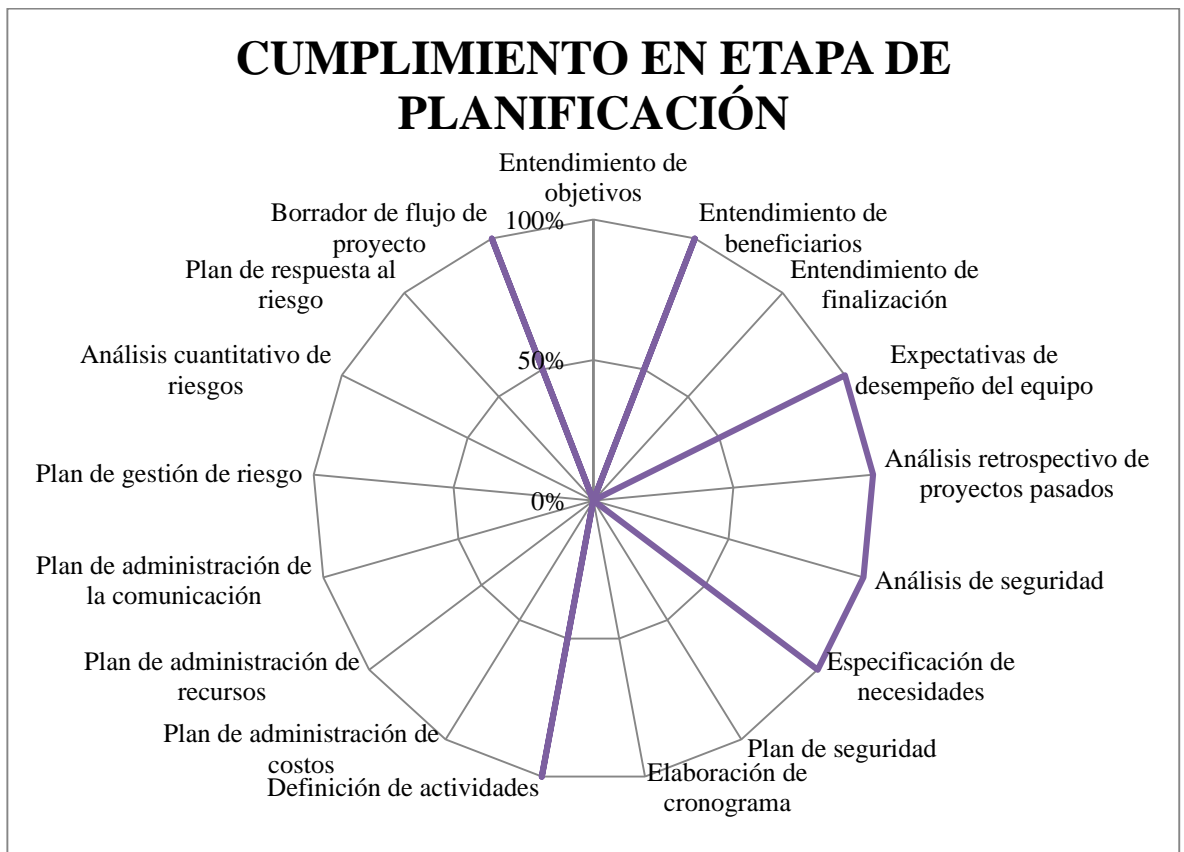 CUMPLIMIENTO EN ETAPA DE
PLANIFICACIÓN
Entendimiento de
objetivos
Entendimiento de
beneficiarios
Entendimiento de
finalización
Expectativas de
desempeño del equipo
Análisis retrospectivo de
proyectos pasados
Análisis de seguridad
Especificación de
necesidades
Plan de seguridad
Elaboración de
cronograma
Definición de actividades
Plan de administración de
costos
Plan de administración de
recursos
Plan de administración de
la comunicación
Plan de gestión de riesgo
Análisis cuantitativo de
riesgos
Plan de respuesta al
riesgo
Borrador de flujo de
proyecto
100%
50%
0%